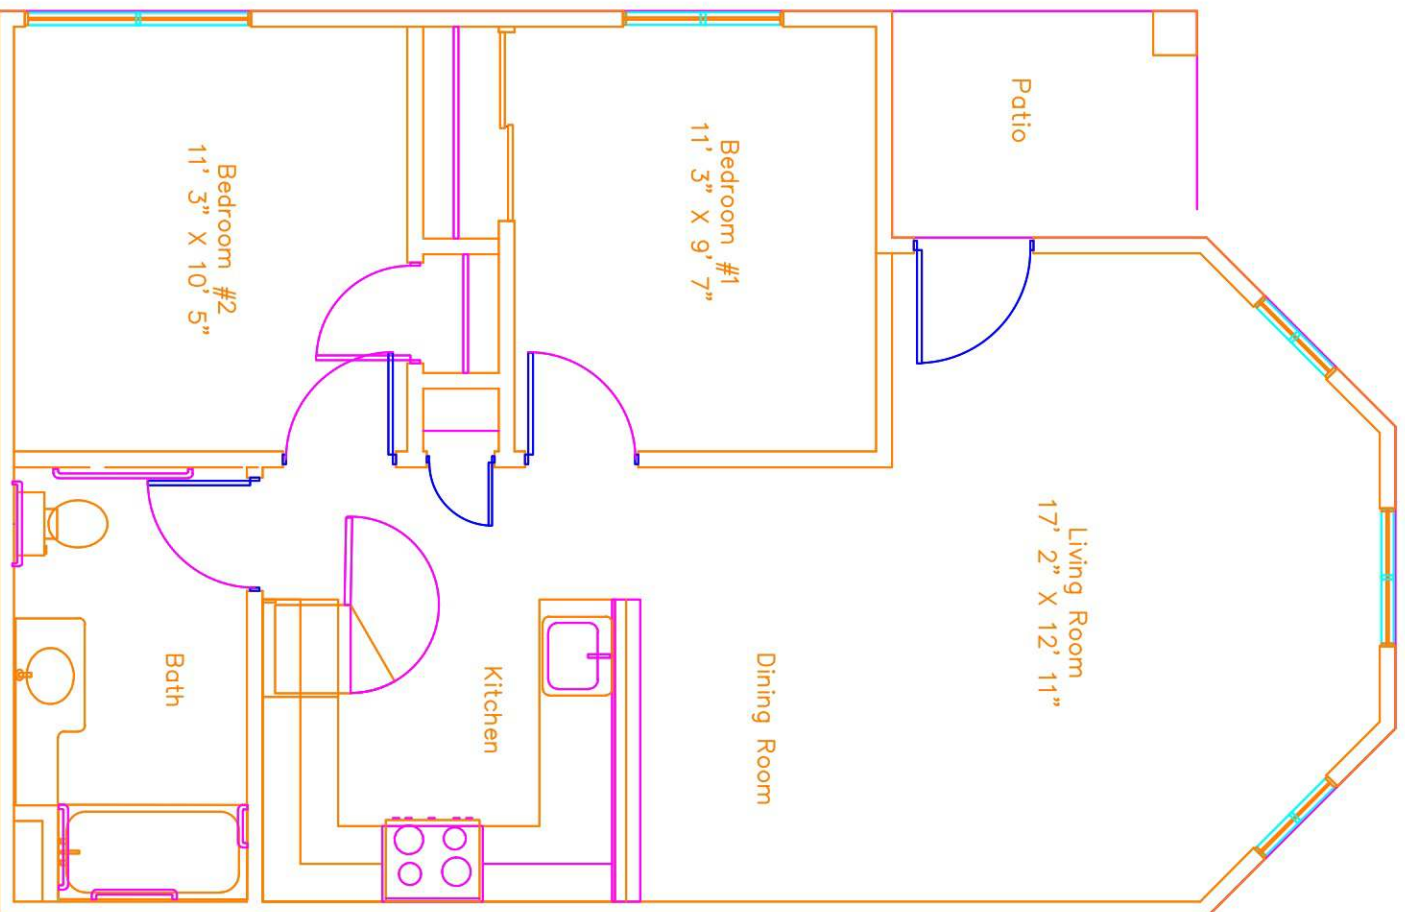 Patio
Bedroom #1
11' 3" X 9' 7"
Bedroom #2
11' 3" X 10' 5"
Living Room
17' 2" X 12' 11"
Dining Room
Kitchen
Bath